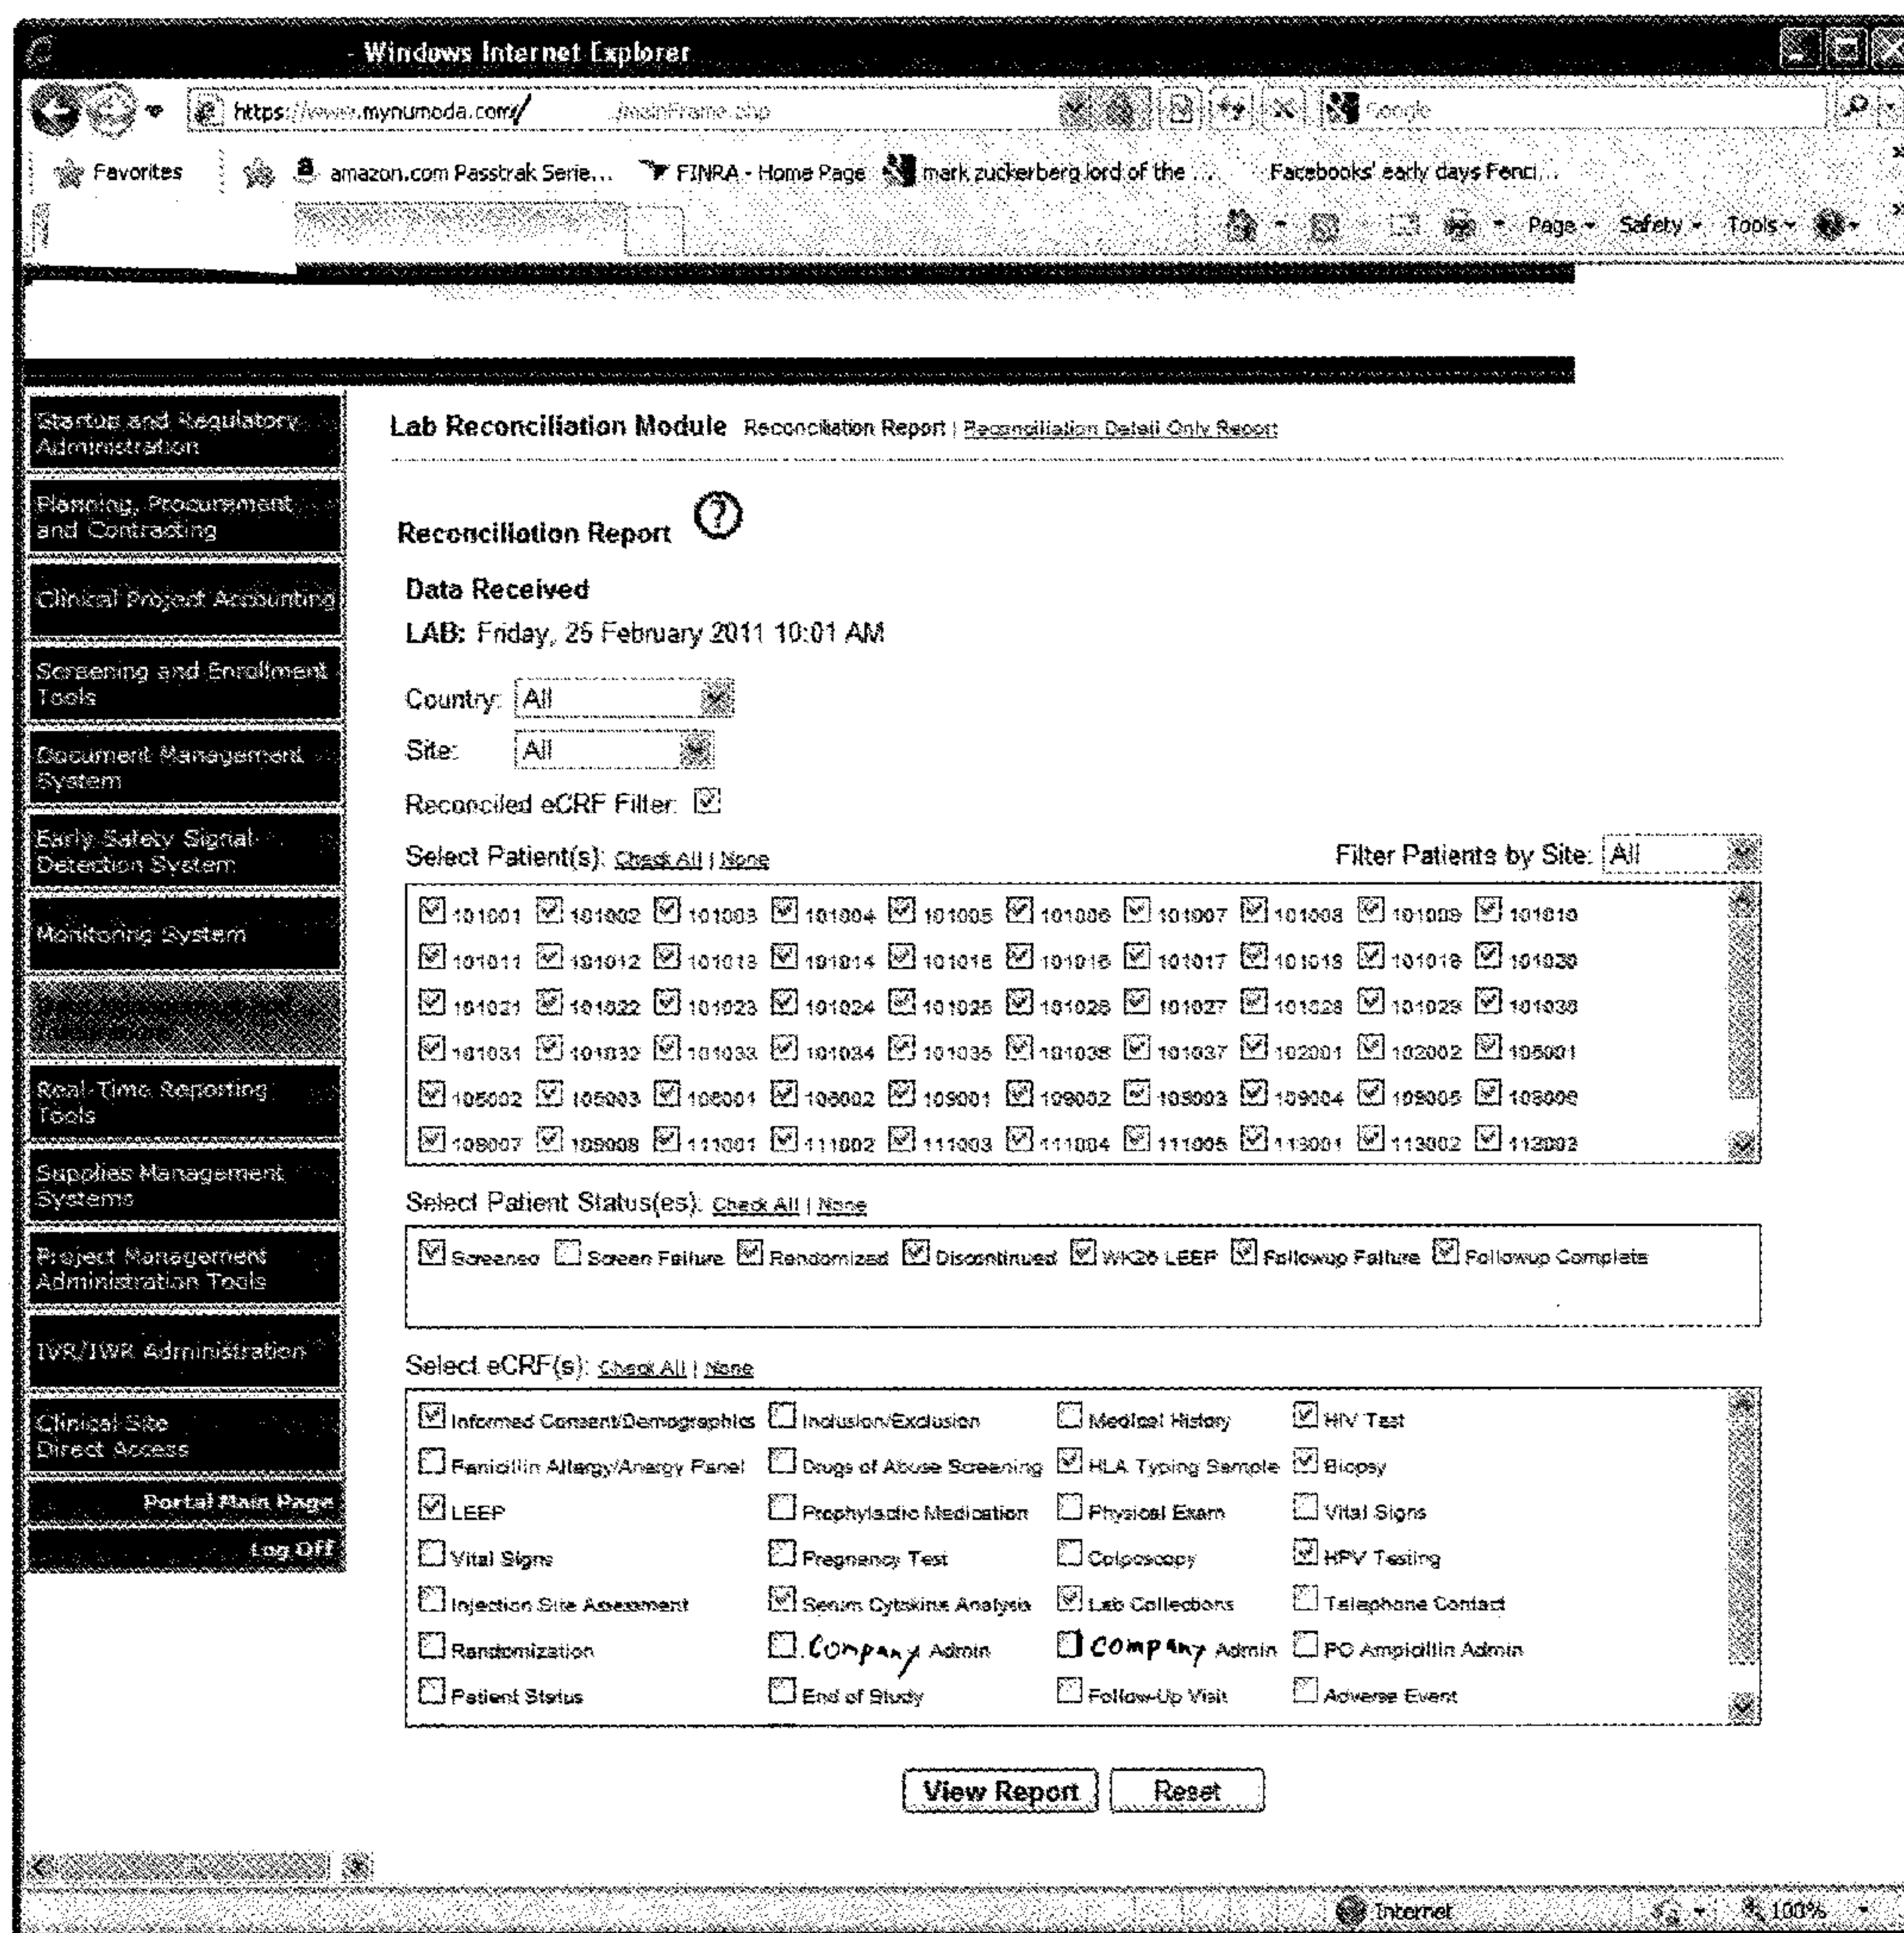 - Windows Internet Explorer
https://www.mynumoda.com/ /mainFrame.php
Google
Favorites amazon.com Passtrak Serie... FINRA - Home Page mark zuckerberg lord of the ... Facebooks' early days Fenci...
Page Safety Tools
Startup and Regulatory
Administration
Planning, Procurement
and Contracting
Clinical Project Accounting
Screening and Enrollment
Tools
Document Management
System
Early Safety Signal
Detection System
Monitoring System
Real-Time Reporting
Tools
Supplies Management
Systems
Project Management
Administration Tools
IVR/IWR Administration
Clinical Site
Direct Access
Portal Main Page
Log Off
Lab Reconciliation Module Reconciliation Report | Reconciliation Detail Only Report
Reconciliation Report ?
Data Received
LAB: Friday, 25 February 2011 10:01 AM
Country: All
Site: All
Reconciled eCRF Filter:
Select Patient(s): Check All | None Filter Patients by Site: All
101001 101002 101003 101004 101005 101006 101007 101008 101009 101010
101011 101012 101013 101014 101015 101016 101017 101018 101019 101020
101021 101022 101023 101024 101025 101026 101027 101028 101029 101030
101031 101032 101033 101034 101035 101036 101037 102001 102002 105001
105002 105003 106001 106002 109001 109002 109003 109004 109005 109006
109007 109008 111001 111002 111003 111004 111005 113001 113002 113003
Select Patient Status(es): Check All | None
Screened Screen Failure Randomized Discontinued WK26 LEEP Followup Failure Followup Complete
Select eCRF(s): Check All | None
Informed Consent/Demographics Inclusion/Exclusion Medical History HIV Test
Penicillin Allergy/Anergy Panel Drugs of Abuse Screening HLA Typing Sample Biopsy
LEEP Prophylactic Medication Physical Exam Vital Signs
Vital Signs Pregnancy Test Colposcopy HPV Testing
Injection Site Assessment Serum Cytokine Analysis Lab Collections Telephone Contact
Randomization Company Admin Company Admin PO Ampicillin Admin
Patient Status End of Study Follow-Up Visit Adverse Event
View Report Reset
Internet 100%